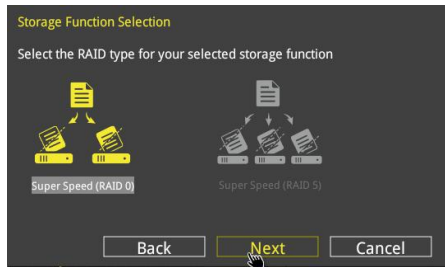 Storage Function Selection
Select the RAID type for your selected storage function
Super Speed (RAID 0)
Super Speed (RAID 5)
Back
Next
Cancel